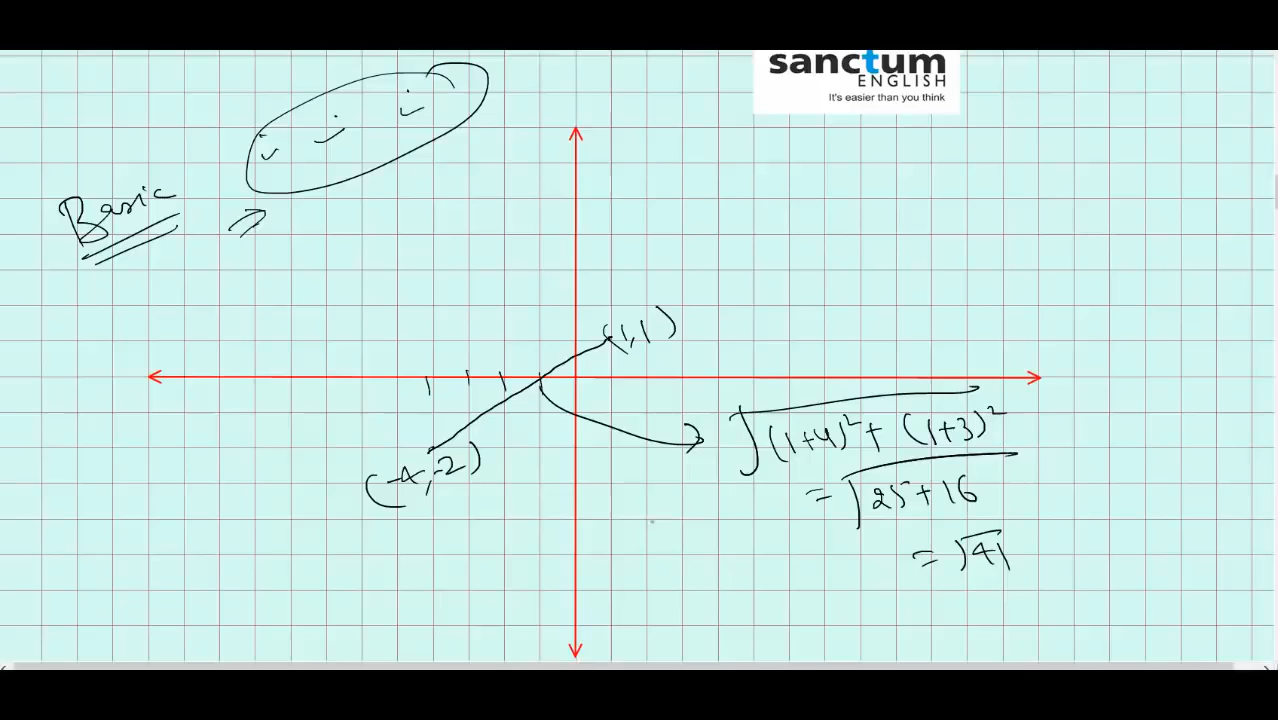 sanctum
ENGLISH
It's easier than you think
Basic
(1,1)
(-4,-2)
√(1+4)²+ (1+3)²
= √25+16
= √41